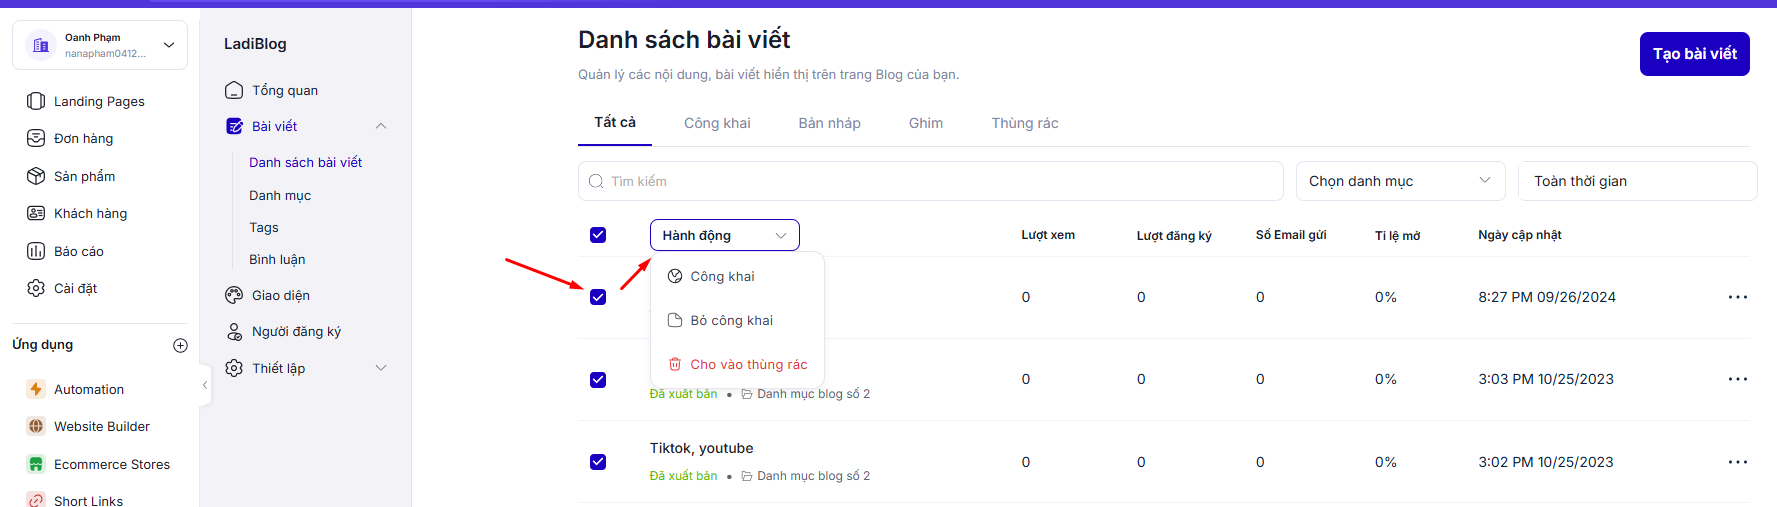 Oanh Phạm
nanapham0412...
Landing Pages
Đơn hàng
Sản phẩm
Khách hàng
Báo cáo
Cài đặt
Ứng dụng
Automation
Website Builder
Ecommerce Stores
Short Links
LadiBlog
Tổng quan
Bài viết
Danh sách bài viết
Danh mục
Tags
Bình luận
Giao diện
Người đăng ký
Thiết lập
Danh sách bài viết
Quản lý các nội dung, bài viết hiển thị trên trang Blog của bạn.
Tạo bài viết
Tất cả Công khai Bản nháp Ghim Thùng rác
Tìm kiếm Chọn danh mục Toàn thời gian
Hành động Lượt xem Lượt đăng ký Số Email gửi Tỉ lệ mở Ngày cập nhật
Công khai
Bỏ công khai
Cho vào thùng rác
0 0 0 0% 8:27 PM 09/26/2024
0 0 0 0% 3:03 PM 10/25/2023
Đã xuất bản • Danh mục blog số 2
Tiktok, youtube
0 0 0 0% 3:02 PM 10/25/2023
Đã xuất bản • Danh mục blog số 2